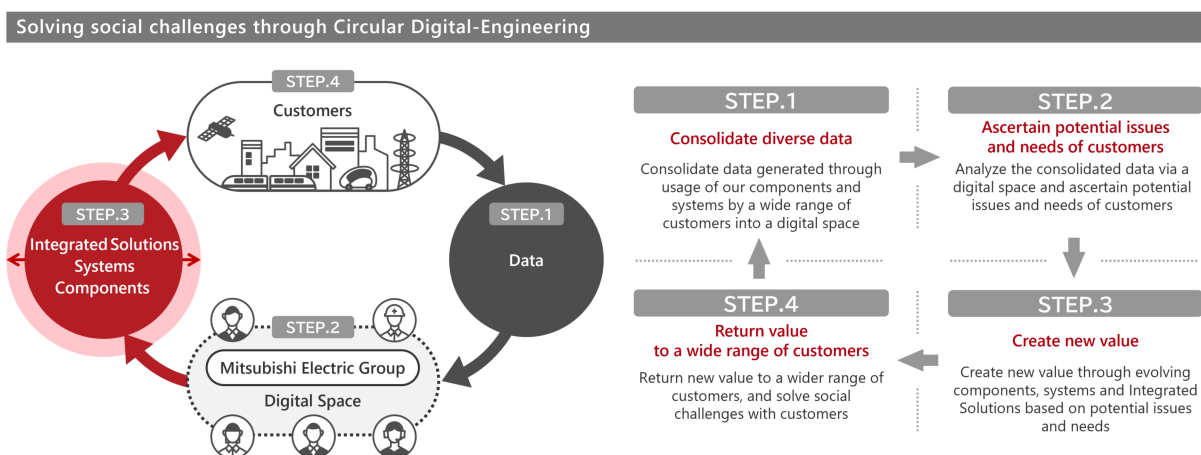 Solving social challenges through Circular Digital-Engineering
STEP.4
Customers
STEP.3
Integrated Solutions
Systems
Components
STEP.1
Data
STEP.2
Mitsubishi Electric Group
Digital Space
STEP.1
Consolidate diverse data
Consolidate data generated through
usage of our components and
systems by a wide range of
customers into a digital space
STEP.2
Ascertain potential issues
and needs of customers
Analyze the consolidated data via a
digital space and ascertain potential
issues and needs of customers
STEP.3
Create new value
Create new value through evolving
components, systems and Integrated
Solutions based on potential issues
and needs
STEP.4
Return value
to a wide range of customers
Return new value to a wider range of
customers, and solve social
challenges with customers